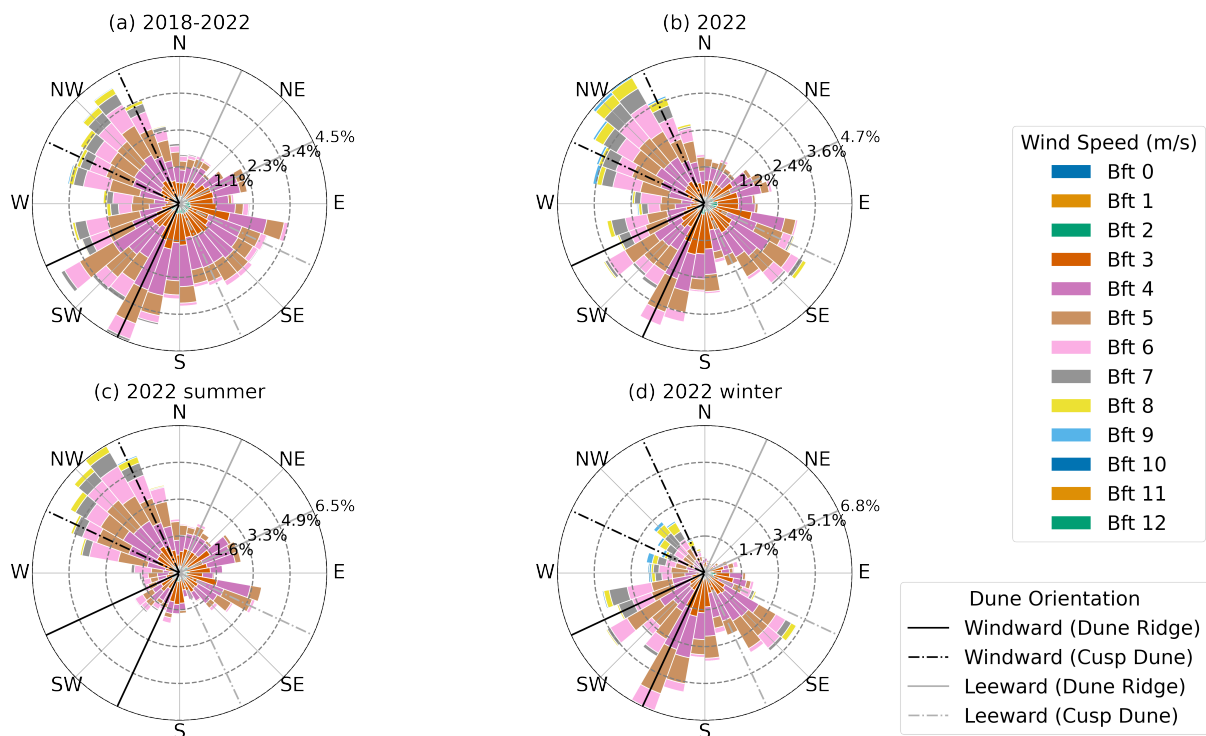 (a) 2018-2022
N
NW
NE
4.5%
3.4%
2.3%
1.1%
W
E
SW
SE
S
(b) 2022
N
NW
NE
4.7%
3.6%
2.4%
1.2%
W
E
SW
SE
S
(c) 2022 summer
N
NW
NE
6.5%
4.9%
3.3%
1.6%
W
E
SW
SE
S
(d) 2022 winter
N
NW
NE
6.8%
5.1%
3.4%
1.7%
W
E
SW
SE
S
Wind Speed (m/s)
Bft 0
Bft 1
Bft 2
Bft 3
Bft 4
Bft 5
Bft 6
Bft 7
Bft 8
Bft 9
Bft 10
Bft 11
Bft 12
Dune Orientation
Windward (Dune Ridge)
Windward (Cusp Dune)
Leeward (Dune Ridge)
Leeward (Cusp Dune)